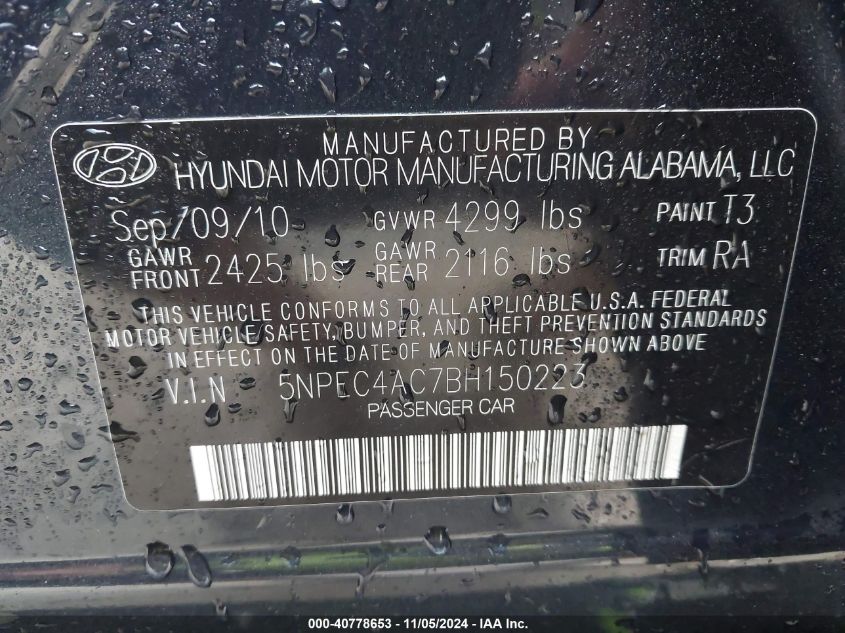 MANUFACTURED BY
HYUNDAI MOTOR MANUFACTURING ALABAMA, LLC
Sep/09/10 GVWR 4299 lbs PAINT T3
GAWR FRONT 2425 lbs GAWR REAR 2116 lbs TRIM RA
THIS VEHICLE CONFORMS TO ALL APPLICABLE U.S.A. FEDERAL
MOTOR VEHICLE SAFETY, BUMPER, AND THEFT PREVENTION STANDARDS
IN EFFECT ON THE DATE OF MANUFACTURE SHOWN ABOVE.
V.I.N 5NPEC4AC7BH150223
PASSENGER CAR
000-40778653 - 11/05/2024 - IAA Inc.